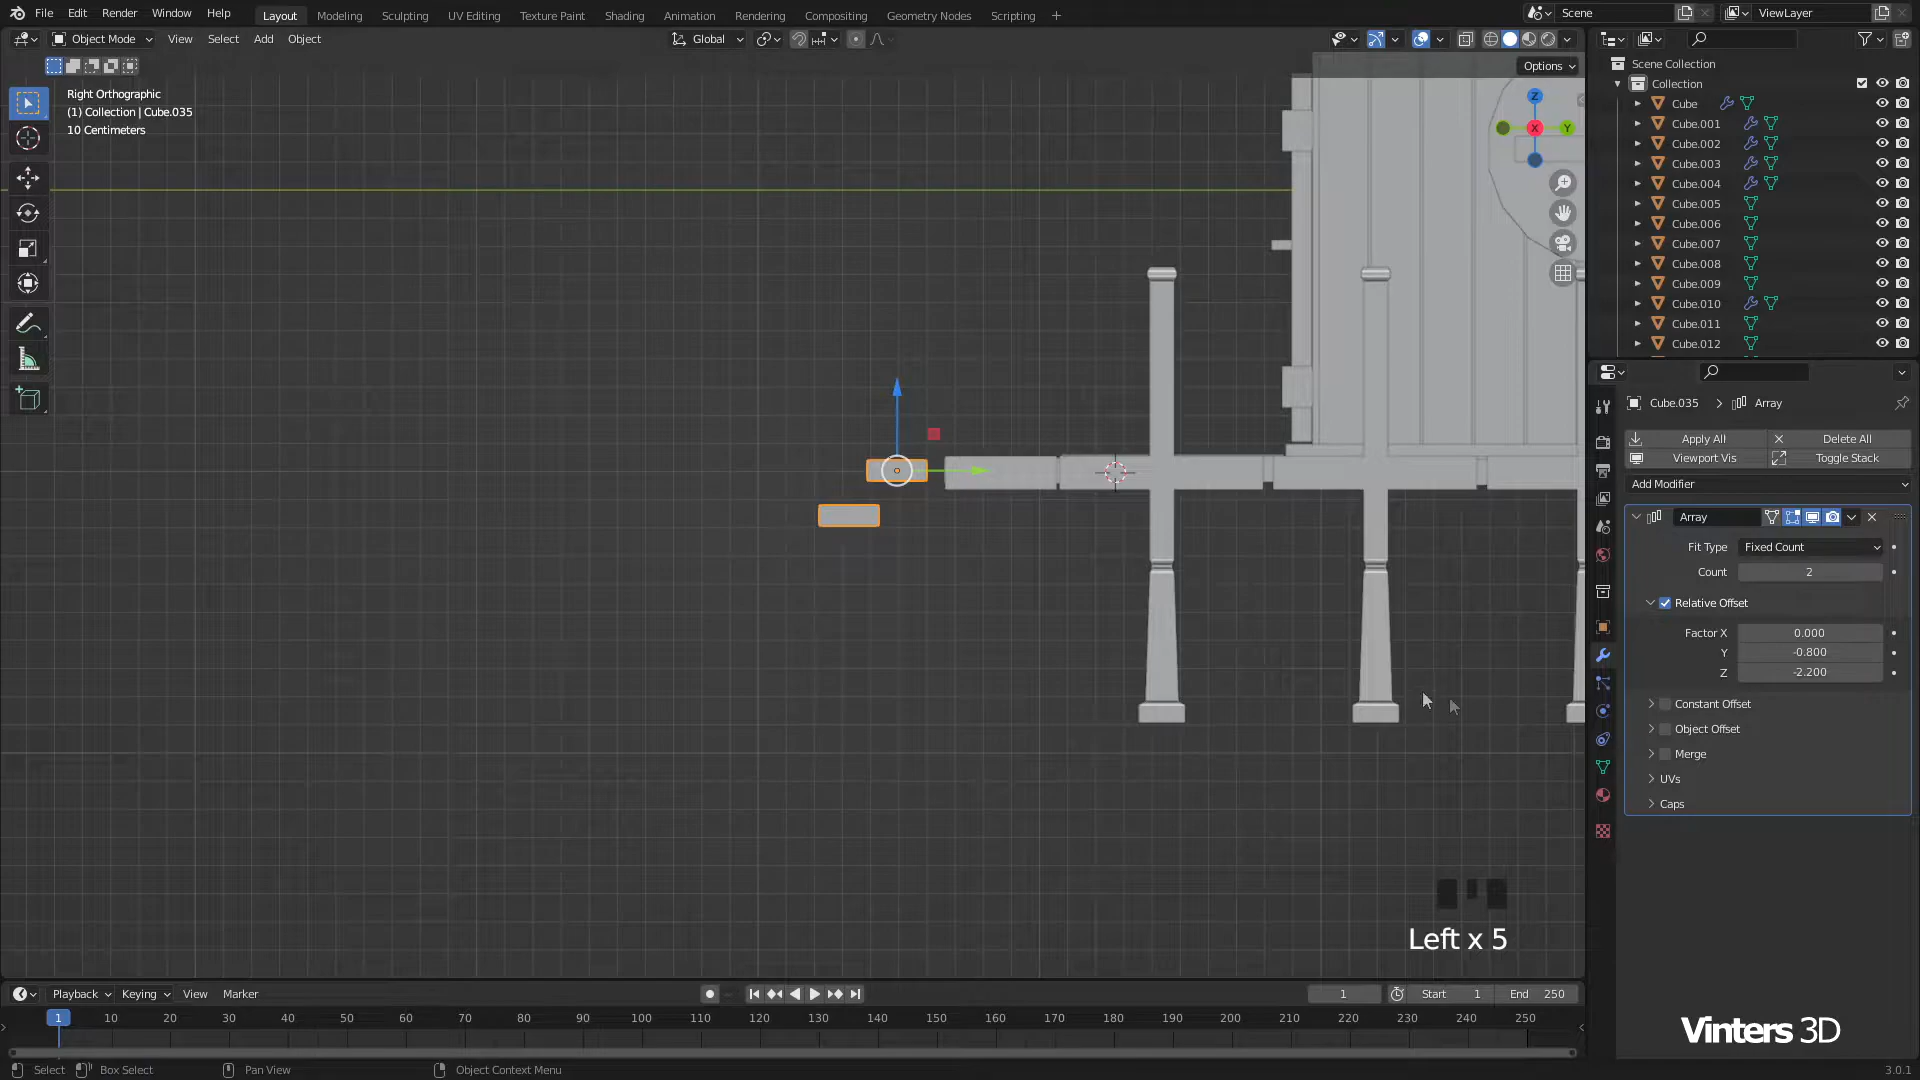 File Edit Render Window Help Layout Modeling Sculpting UV Editing Texture Paint Shading Animation Rendering Compositing Geometry Nodes Scripting + Scene ViewLayer
Object Mode View Select Add Object Global
Options
Right Orthographic
(1) Collection | Cube.035
10 Centimeters
Z
X
Y
Scene Collection
Collection
Cube
Cube.001
Cube.002
Cube.003
Cube.004
Cube.005
Cube.006
Cube.007
Cube.008
Cube.009
Cube.010
Cube.011
Cube.012
Cube.035 > Array
Apply All Delete All
Viewport Vis Toggle Stack
Add Modifier
Array
Fit Type Fixed Count
Count 2
Relative Offset
Factor X 0.000
Y -0.800
Z -2.200
Constant Offset
Object Offset
Merge
UVs
Caps
Left x 5
Playback Keying View Marker 1 Start 1 End 250
1 10 20 30 40 50 60 70 80 90 100 110 120 130 140 150 160 170 180 190 200 210 220 230 240 250
Vinters 3D
Select Box Select Pan View Object Context Menu 3.0.1